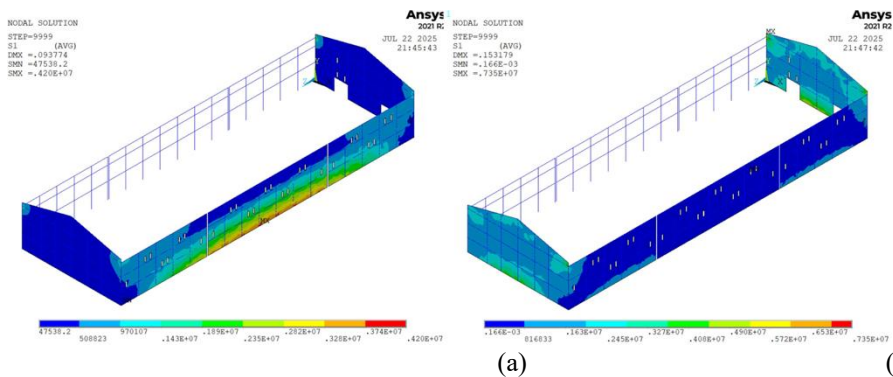 NODAL SOLUTION
STEP=9999
S1 (AVG)
DMX =.093774
SMN =47538.2
SMX =.420E+07
Ansys
2021 R2
JUL 22 2025
21:45:43
MX
47538.2
508823
970107
.143E+07
.189E+07
.235E+07
.282E+07
.328E+07
.374E+07
.420E+07
NODAL SOLUTION
STEP=9999
S1 (AVG)
DMX =.153179
SMN =.166E-03
SMX =.735E+07
Ansys
2021 R2
JUL 22 2025
21:47:42
MX
.166E-03
816833
.163E+07
.245E+07
.327E+07
.408E+07
.490E+07
.572E+07
.653E+07
.735E+07
(a)
(